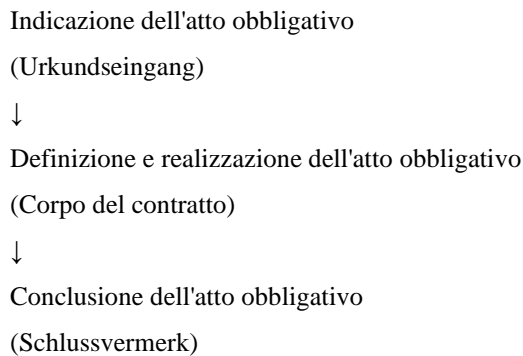 Indicazione dell'atto obbligativo
(Urkundseingang)
↓
Definizione e realizzazione dell'atto obbligativo
(Corpo del contratto)
↓
Conclusione dell'atto obbligativo
(Schlussvermerk)